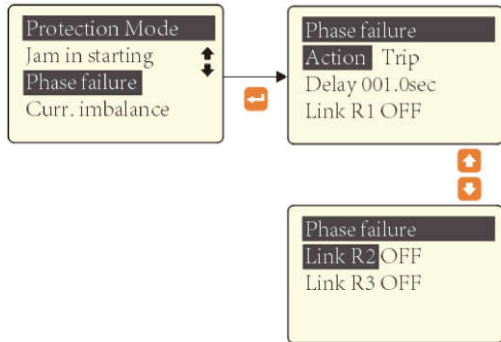 Protection Mode
Jam in starting
Phase failure
Curr. imbalance
Phase failure
Action Trip
Delay 001.0sec
Link R1 OFF
Phase failure
Link R2 OFF
Link R3 OFF